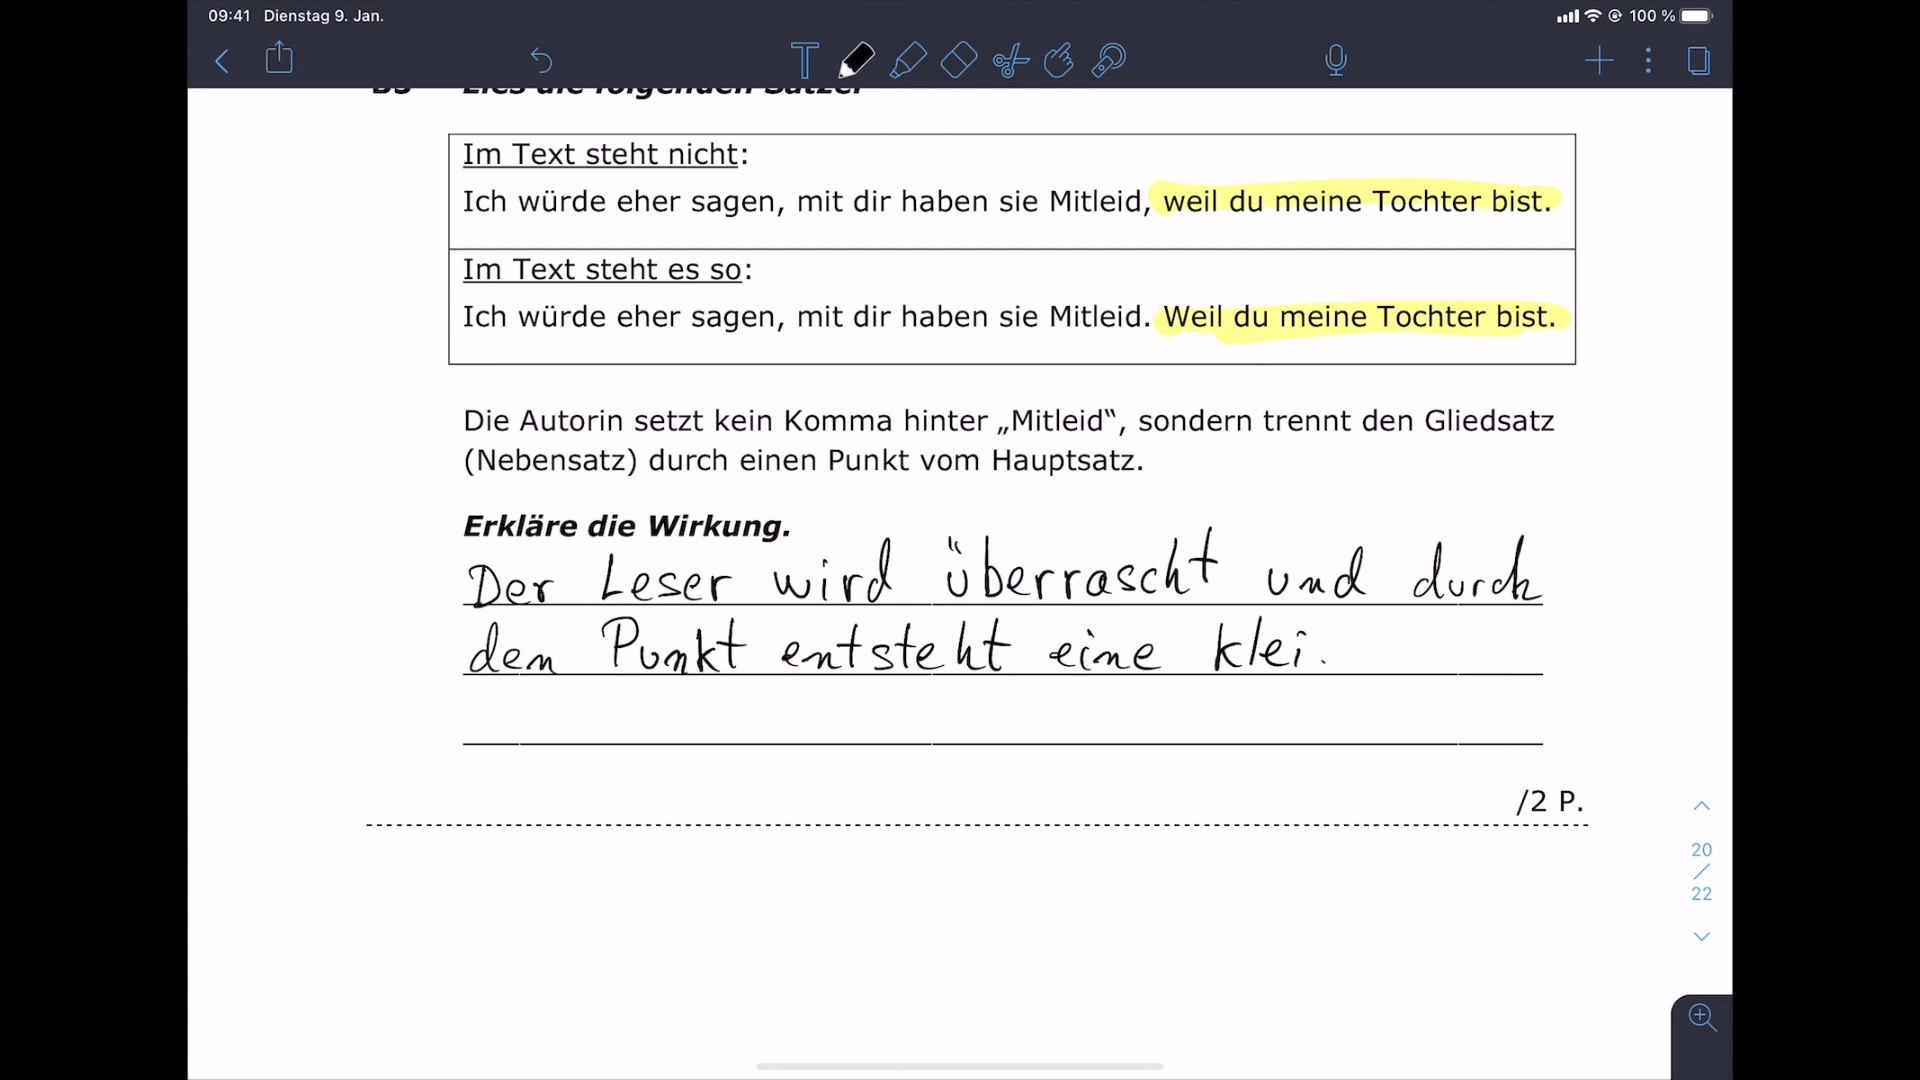 09:41 Dienstag 9. Jan. 100 %
Im Text steht nicht:
Ich würde eher sagen, mit dir haben sie Mitleid, weil du meine Tochter bist.
Im Text steht es so:
Ich würde eher sagen, mit dir haben sie Mitleid. Weil du meine Tochter bist.
Die Autorin setzt kein Komma hinter „Mitleid“, sondern trennt den Gliedsatz
(Nebensatz) durch einen Punkt vom Hauptsatz.
Erkläre die Wirkung.
Der Leser wird überrascht und durch
den Punkt entsteht eine klei.
/2 P.
20
/
22